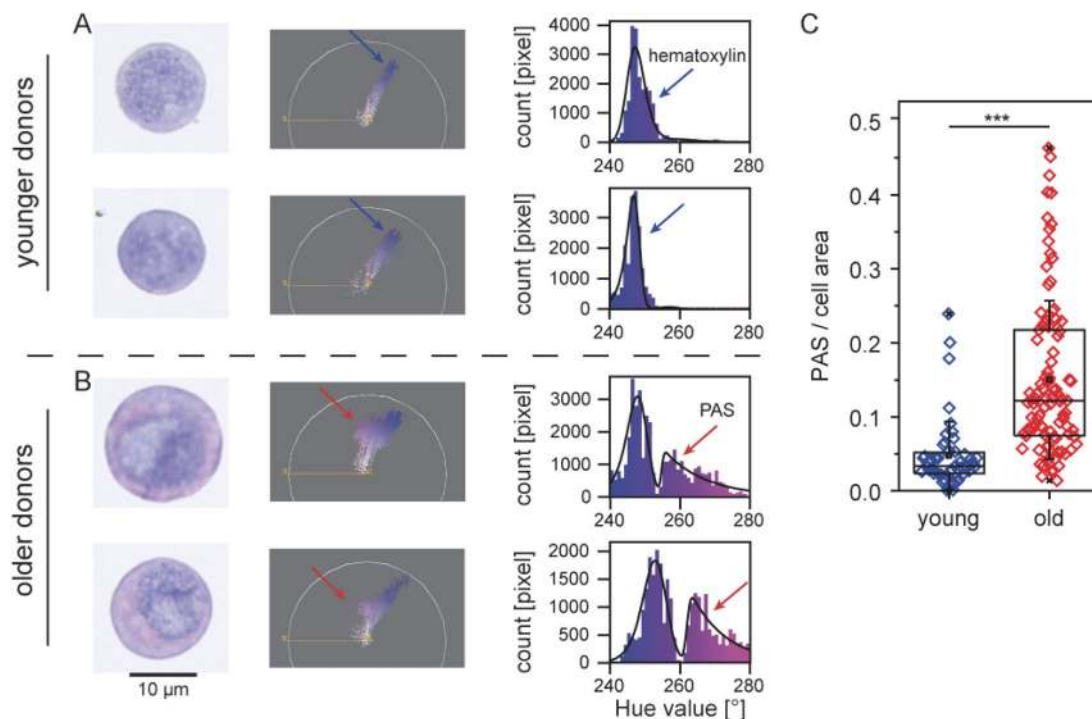 A
younger donors
count [pixel]
4000
3000
2000
1000
0
240
260
280
hematoxylin
count [pixel]
3000
2000
1000
0
240
260
280
B
older donors
count [pixel]
3000
2000
1000
0
240
260
280
PAS
count [pixel]
2000
1500
1000
500
0
240
260
280
Hue value [°]
10 µm
C
PAS / cell area
0.5
0.4
0.3
0.2
0.1
0.0
***
young
old